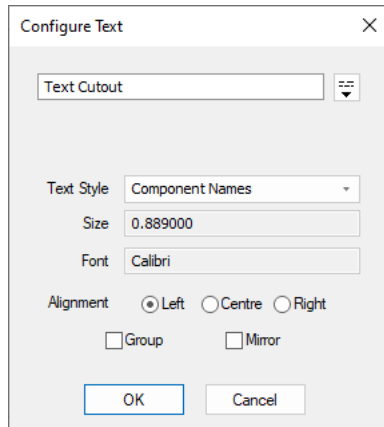 Configure Text
Text Cutout
Text Style Component Names
Size 0.889000
Font Calibri
Alignment Left Centre Right
Group Mirror
OK Cancel